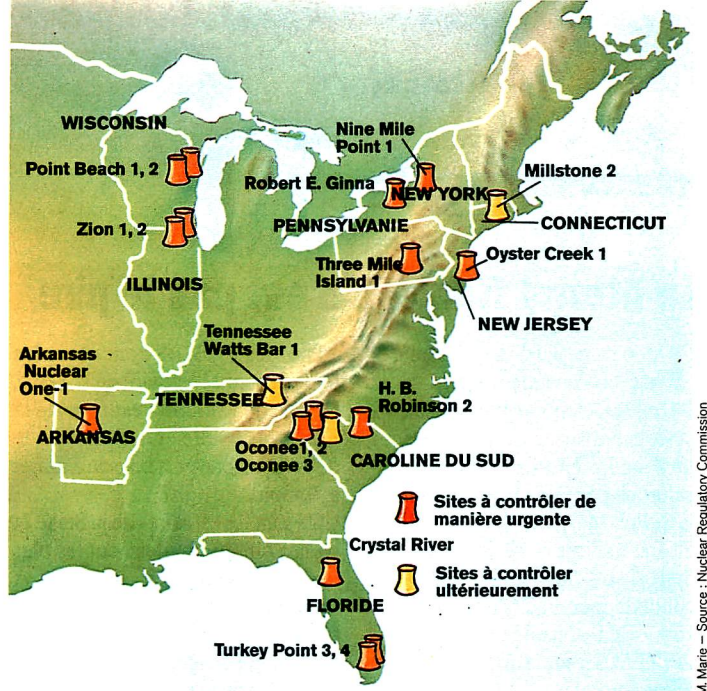 WISCONSIN
Point Beach 1, 2
Zion 1, 2
ILLINOIS
Nine Mile
Point 1
Robert E. Ginna
NEW YORK
Millstone 2
PENNSYLVANIE
CONNECTICUT
Three Mile
Island 1
Oyster Creek 1
NEW JERSEY
Tennessee
Watts Bar 1
Arkansas
Nuclear
One-1
TENNESSEE
ARKANSAS
H. B.
Robinson 2
Oconee1, 2
Oconee 3
CAROLINE DU SUD
Sites à contrôler de
manière urgente
Crystal River
Sites à contrôler
ultérieurement
FLORIDE
Turkey Point 3, 4
M. Marie – Source : Nuclear Regulatory Commission